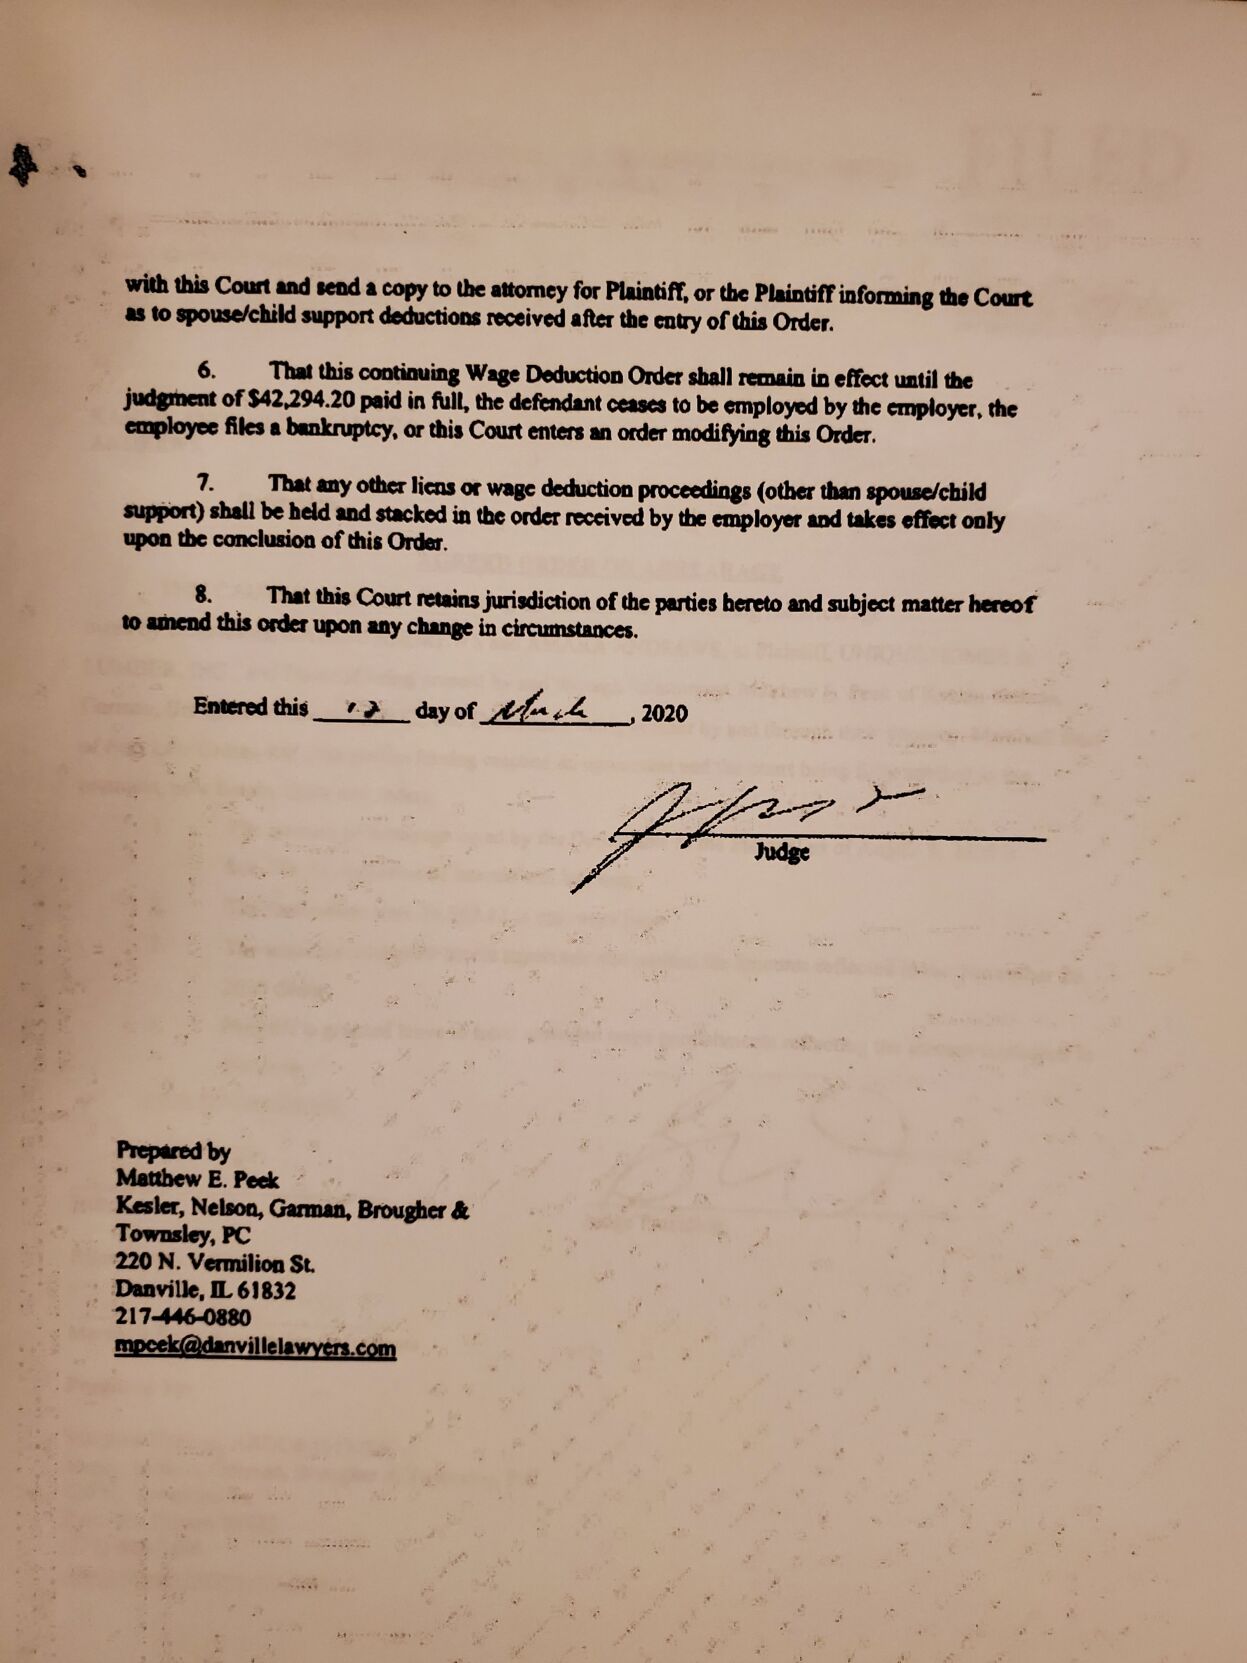 with this Court and send a copy to the attorney for Plaintiff, or the Plaintiff informing the Court
as to spouse/child support deductions received after the entry of this Order.
6. That this continuing Wage Deduction Order shall remain in effect until the
judgment of $42,294.20 paid in full, the defendant ceases to be employed by the employer, the
employee files a bankruptcy, or this Court enters an order modifying this Order.
7. That any other liens or wage deduction proceedings (other than spouse/child
support) shall be held and stacked in the order received by the employer and takes effect only
upon the conclusion of this Order.
8. That this Court retains jurisdiction of the parties hereto and subject matter hereof
to amend this order upon any change in circumstances.
Entered this 12 day of March, 2020
Judge
Prepared by
Matthew E. Peek
Kesler, Nelson, Garman, Brougher &
Townsley, PC
220 N. Vermilion St.
Danville, IL 61832
217-446-0880
mpeek@danvillelawyers.com